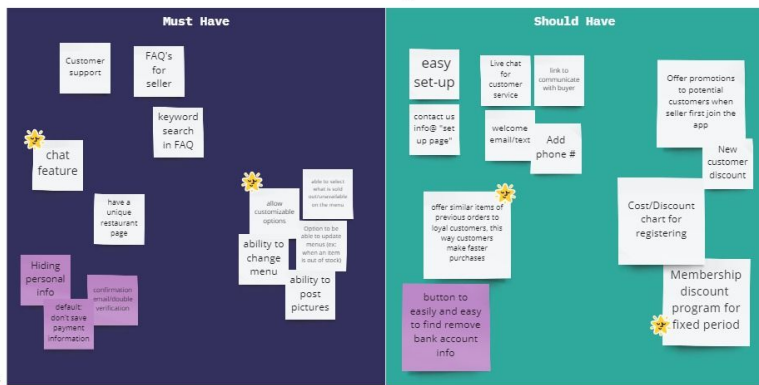 Must Have
Customer
support
FAQ's
for
seller
keyword
search
in FAQ
chat
feature
have a
unique
restaurant
page
able to select
what is sold
out/unavailable
on the menu
allow
customizable
options
Option to be
able to update
menus (ex:
when an item
is out of stock)
ability to
change
menu
ability to
post
pictures
Hiding
personal
info
confirmation
email/double
verification
default:
don't save
payment
information
Should Have
easy
set-up
Live chat
for
customer
service
link to
communicate
with buyer
contact us
info@ "set
up page"
welcome
email/text
Add
phone #
Offer promotions
to potential
customers when
seller first join the
app
New
customer
discount
offer similar items of
previous orders to
loyal customers, this
way customers
make faster
purchases
Cost/Discount
chart for
registering
button to
easily and easy
to find remove
bank account
info
Membership
discount
program for
fixed period